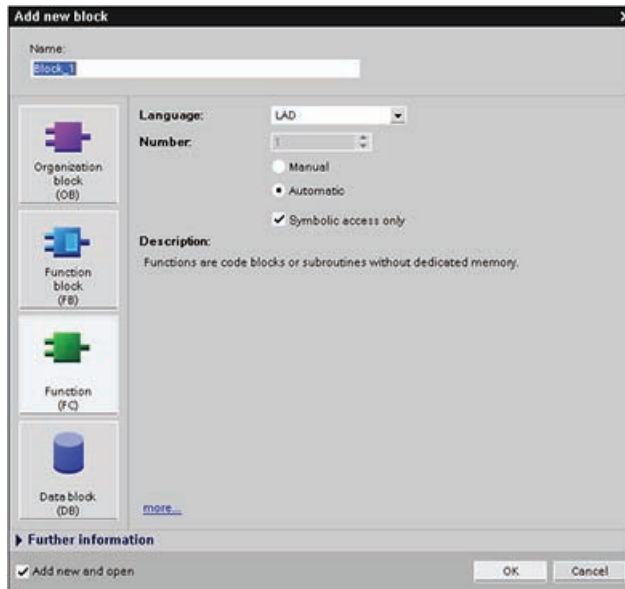 Add new block
Name:
Block_1
Organization
block
(OB)
Function
block
(FB)
Function
(FC)
Data block
(DB)
Language:
LAD
Number:
1
Manual
Automatic
Symbolic access only
Description:
Functions are code blocks or subroutines without dedicated memory.
more...
Further information
Add new and open
OK
Cancel